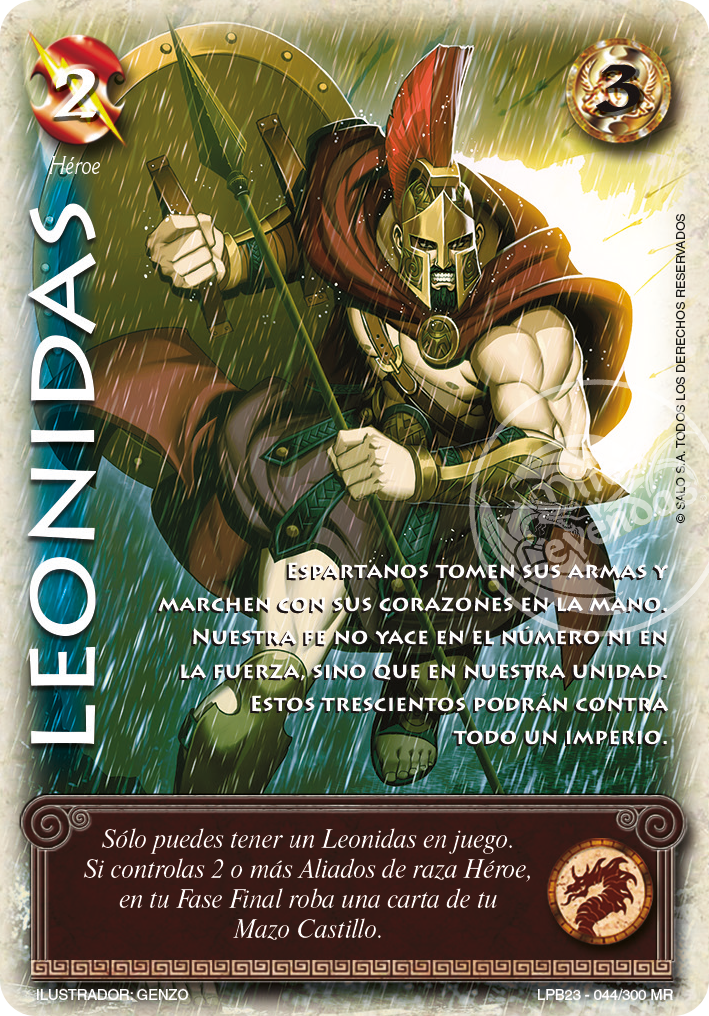 2
3
Héroe
LEONIDAS
© SALO S.A. TODOS LOS DERECHOS RESERVADOS
Espartanos tomen sus armas y
marchen con sus corazones en la mano.
Nuestra fe no yace en el número ni en
la fuerza, sino que en nuestra unidad.
Estos trescientos podrán contra
todo un imperio.
Sólo puedes tener un Leonidas en juego.
Si controlas 2 o más Aliados de raza Héroe,
en tu Fase Final roba una carta de tu
Mazo Castillo.
ILUSTRADOR: GENZO
LPB23 - 044/300 MR